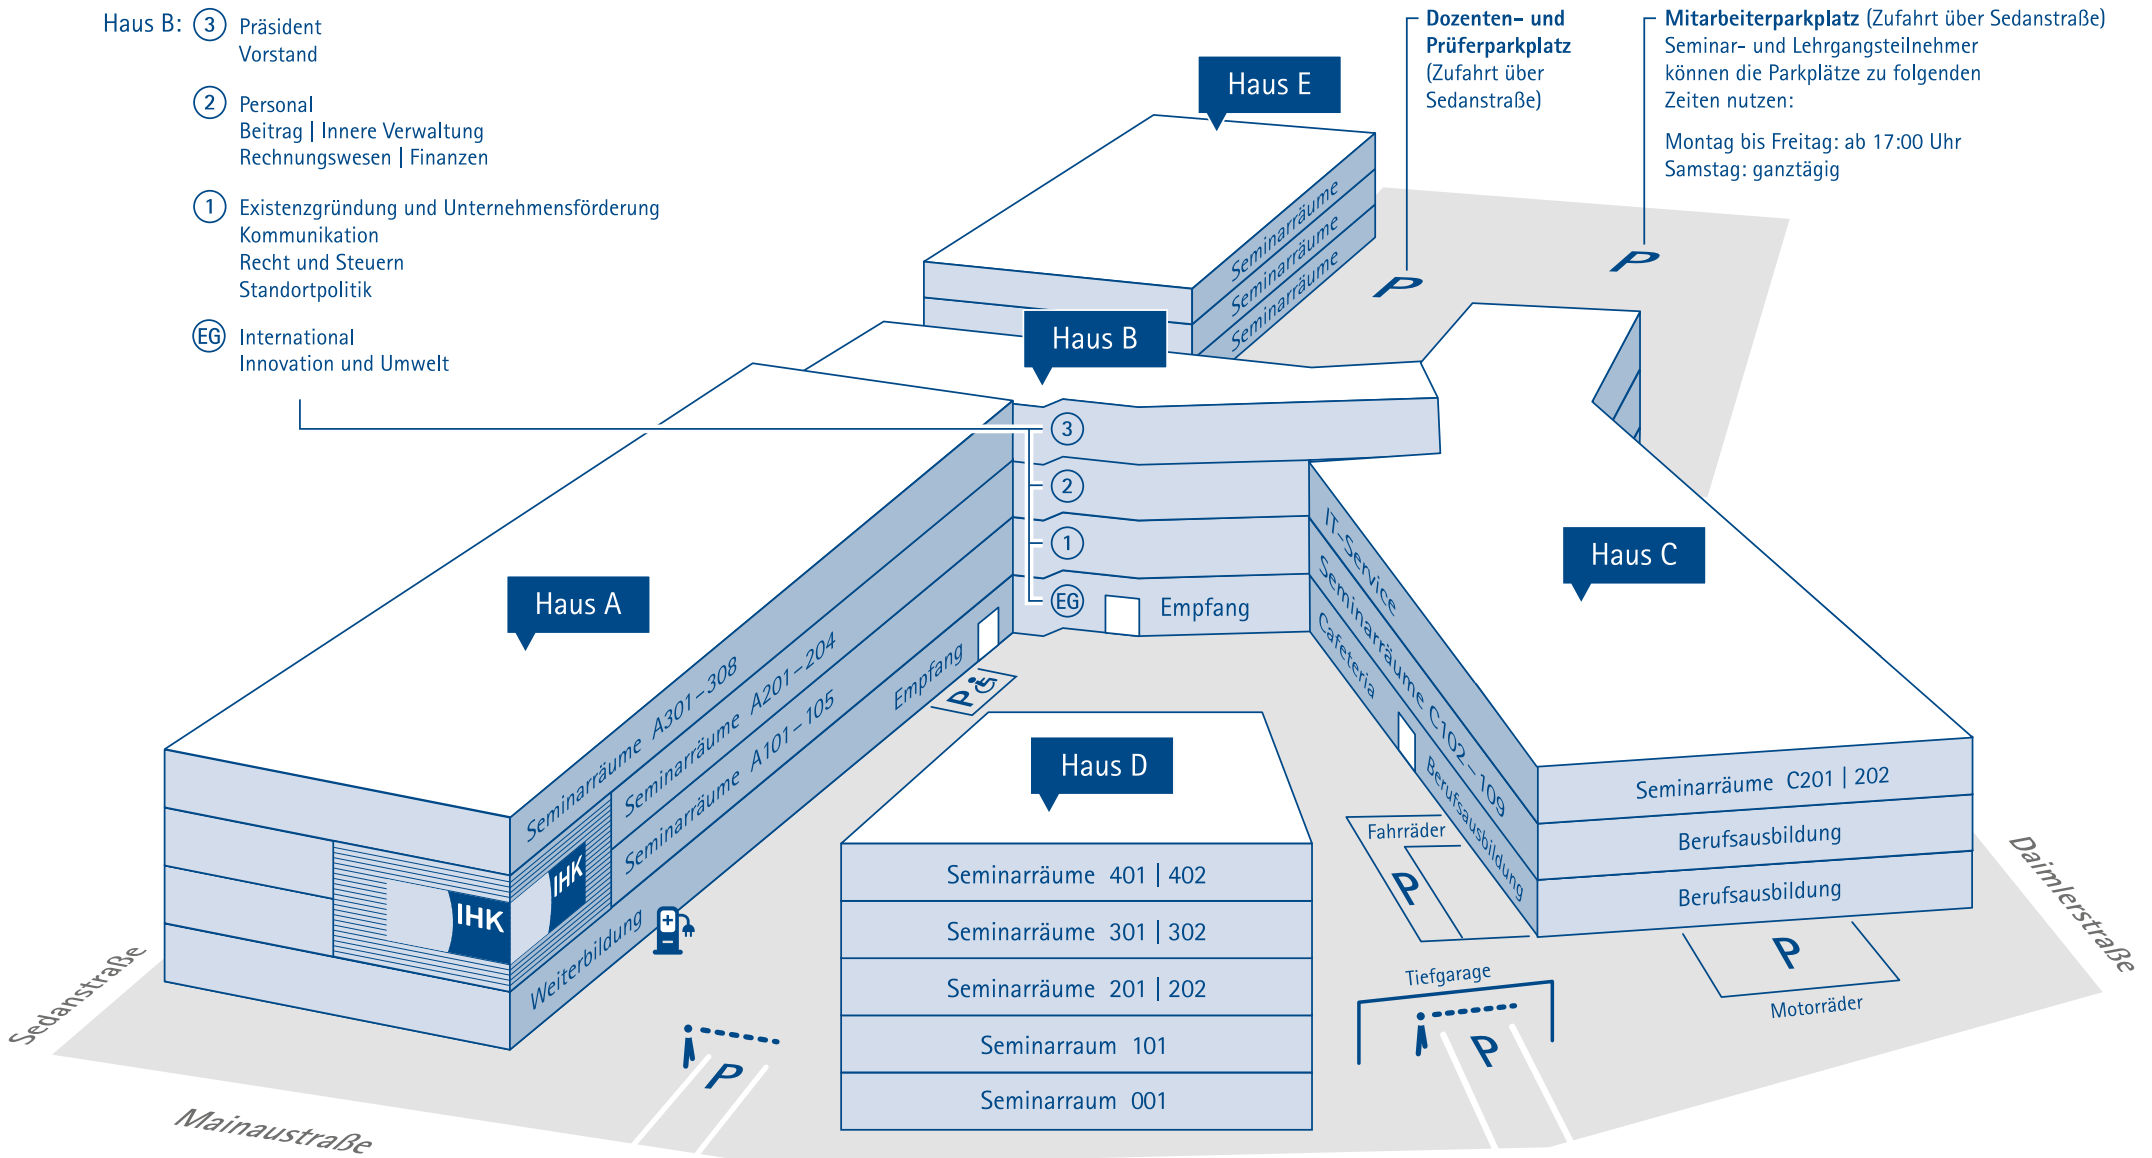 Haus B:
3 Präsident
Vorstand
2 Personal
Beitrag | Innere Verwaltung
Rechnungswesen | Finanzen
1 Existenzgründung und Unternehmensförderung
Kommunikation
Recht und Steuern
Standortpolitik
EG International
Innovation und Umwelt
Dozenten- und
Prüferparkplatz
(Zufahrt über
Sedanstraße)
Mitarbeiterparkplatz (Zufahrt über Sedanstraße)
Seminar- und Lehrgangsteilnehmer
können die Parkplätze zu folgenden
Zeiten nutzen:
Montag bis Freitag: ab 17:00 Uhr
Samstag: ganztägig
Haus E
Seminarräume
Seminarräume
Seminarräume
P
P
Haus B
3
2
1
EG
Empfang
Haus A
Seminarräume A301–308
Seminarräume A201–204
Seminarräume A101–105
Empfang
Weiterbildung
IHK
IHK
P
Haus C
IT-Service
Seminarräume C102–109
Cafeteria
Berufsausbildung
Seminarräume C201 | 202
Berufsausbildung
Berufsausbildung
Haus D
Seminarräume 401 | 402
Seminarräume 301 | 302
Seminarräume 201 | 202
Seminarraum 101
Seminarraum 001
Fahrräder
P
Tiefgarage
P
P
Motorräder
P
Sedanstraße
Mainaustraße
Daimlerstraße